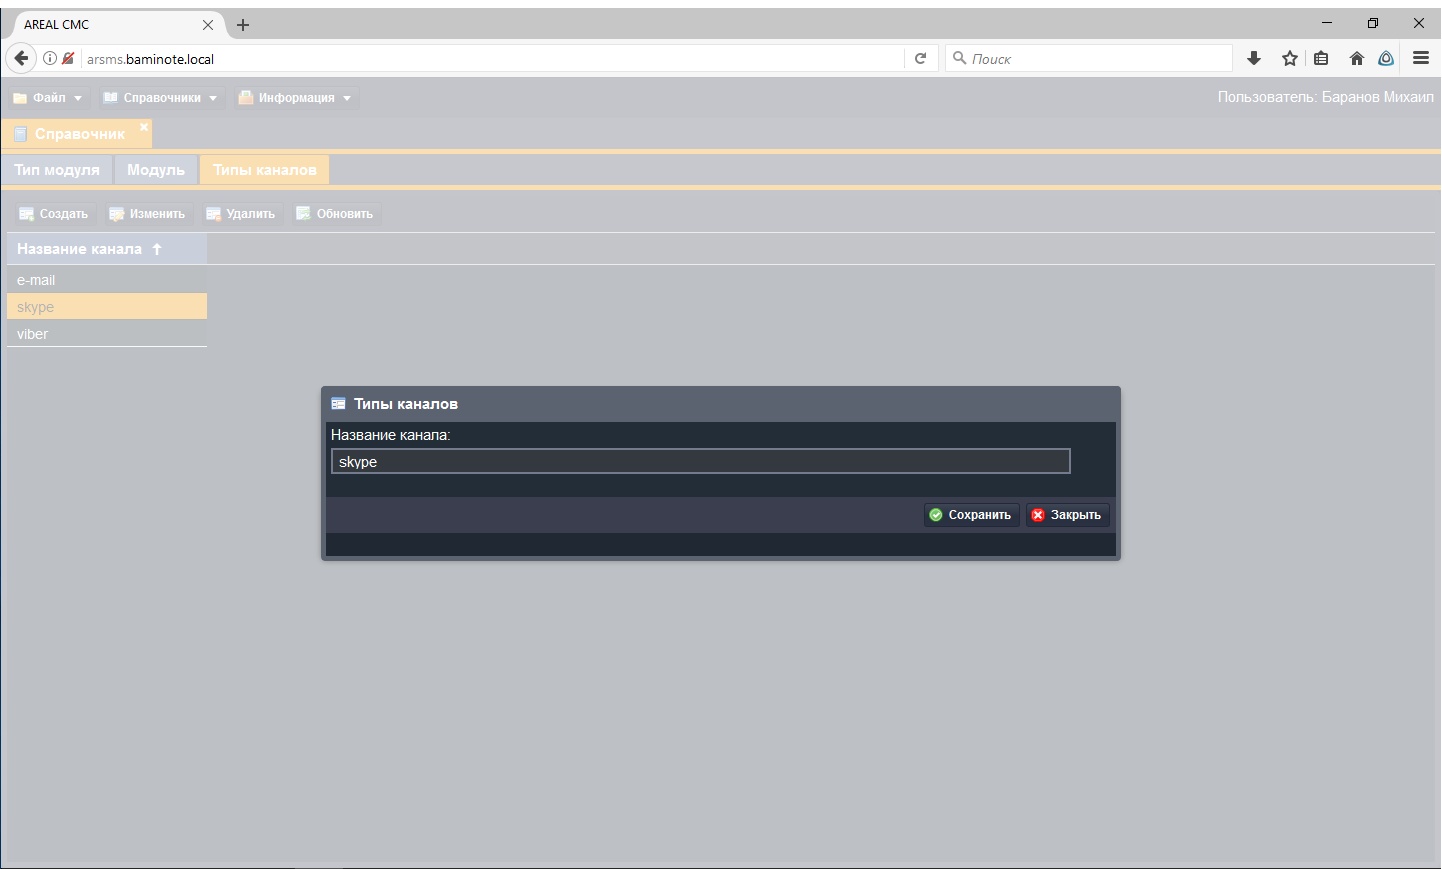 AREAL CMC
arsms.baminote.local
Поиск
Файл Справочники Информация Пользователь: Баранов Михаил
Справочник
Тип модуля Модуль Типы каналов
Создать Изменить Удалить Обновить
Название канала
e-mail
skype
viber
Типы каналов
Название канала:
skype
Сохранить Закрыть